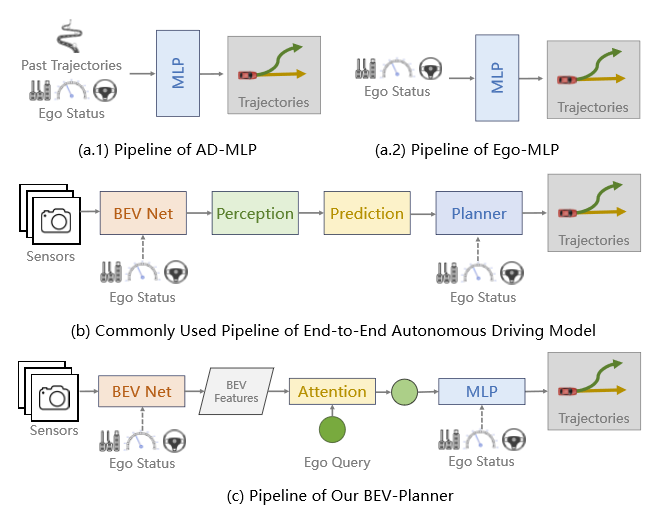 Past Trajectories
Ego Status
MLP
Trajectories
Ego Status
MLP
Trajectories
(a.1) Pipeline of AD-MLP
(a.2) Pipeline of Ego-MLP
Sensors
BEV Net
Perception
Prediction
Planner
Trajectories
Ego Status
Ego Status
(b) Commonly Used Pipeline of End-to-End Autonomous Driving Model
Sensors
BEV Net
BEV
Features
Attention
MLP
Trajectories
Ego Status
Ego Query
Ego Status
(c) Pipeline of Our BEV-Planner